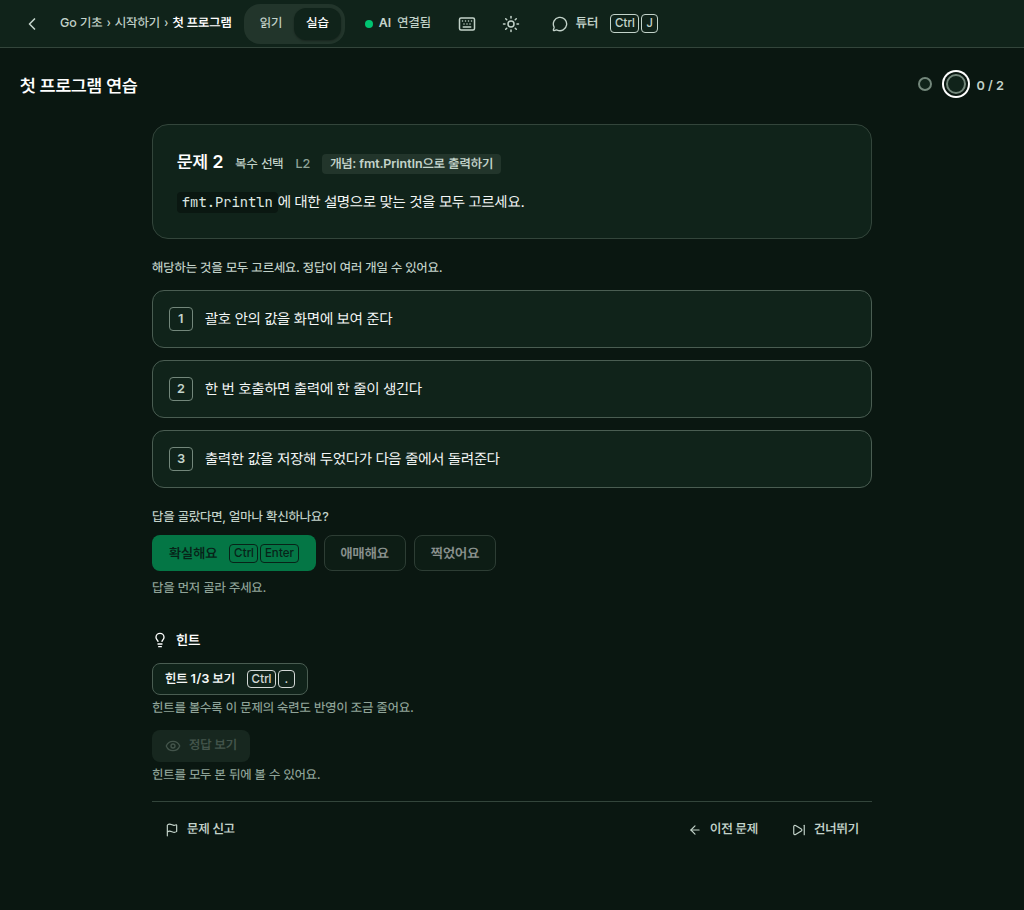 Go 기초 › 시작하기 › 첫 프로그램 읽기 실습 AI 연결됨 튜터 Ctrl J
첫 프로그램 연습 0 / 2
문제 2 복수 선택 L2 개념: fmt.Println으로 출력하기
fmt.Println에 대한 설명으로 맞는 것을 모두 고르세요.
해당하는 것을 모두 고르세요. 정답이 여러 개일 수 있어요.
1 괄호 안의 값을 화면에 보여 준다
2 한 번 호출하면 출력에 한 줄이 생긴다
3 출력한 값을 저장해 두었다가 다음 줄에서 돌려준다
답을 골랐다면, 얼마나 확신하나요?
확실해요 Ctrl Enter 애매해요 찍었어요
답을 먼저 골라 주세요.
힌트
힌트 1/3 보기 Ctrl .
힌트를 볼수록 이 문제의 숙련도 반영이 조금 줄어요.
정답 보기
힌트를 모두 본 뒤에 볼 수 있어요.
문제 신고 이전 문제 건너뛰기